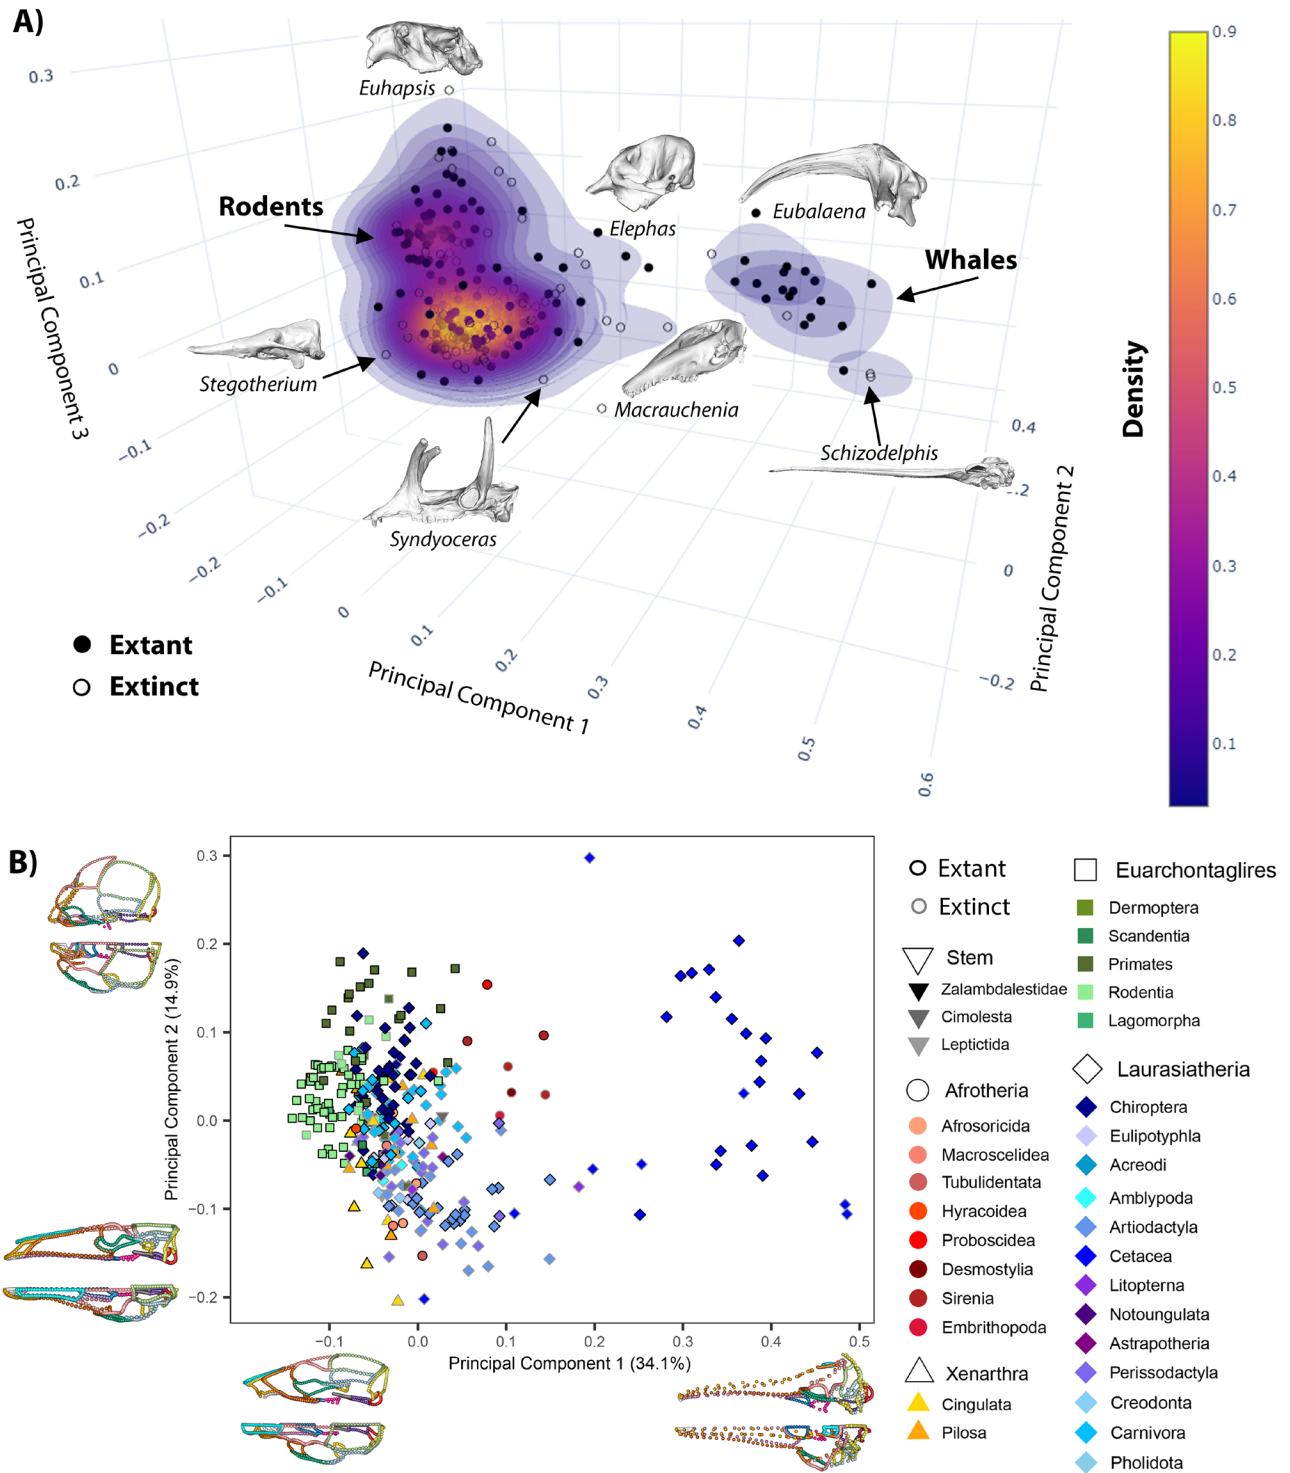 A)
0.3
0.2
0.1
0
−0.1
−0.2
Principal Component 3
Euhapsis
Rodents
Elephas
Eubalaena
Whales
Stegotherium
Macrauchenia
Schizodelphis
Syndyoceras
−0.2
−0.1
0
0.1
0.2
0.3
0.4
0.5
0.6
Principal Component 1
0.4
0
−0.2
Principal Component 2
Extant
Extinct
Density
0.9
0.8
0.7
0.6
0.5
0.4
0.3
0.2
0.1
B)
0.3
0.2
0.1
0.0
−0.1
−0.2
Principal Component 2 (14.9%)
−0.1
0.0
0.1
0.2
0.3
0.4
0.5
Principal Component 1 (34.1%)
Extant
Extinct
Stem
Zalambdalestidae
Cimolesta
Leptictida
Afrotheria
Afrosoricida
Macroscelidea
Tubulidentata
Hyracoidea
Proboscidea
Desmostylia
Sirenia
Embrithopoda
Xenarthra
Cingulata
Pilosa
Euarchontaglires
Dermoptera
Scandentia
Primates
Rodentia
Lagomorpha
Laurasiatheria
Chiroptera
Eulipotyphla
Acreodi
Amblypoda
Artiodactyla
Cetacea
Litopterna
Notoungulata
Astrapotheria
Perissodactyla
Creodonta
Carnivora
Pholidota